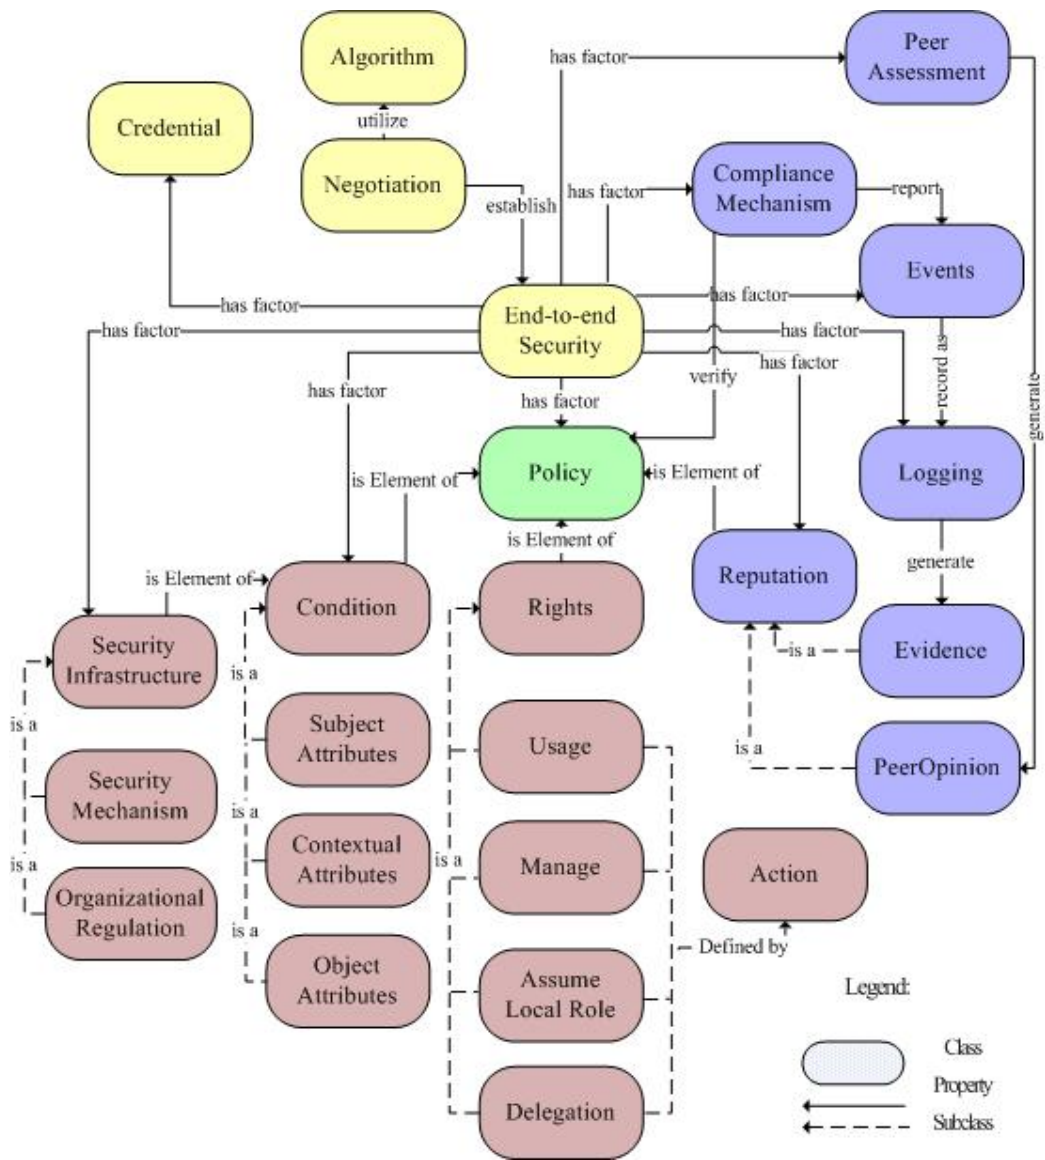 Algorithm
has factor
Peer
Assessment
Credential
utilize
Negotiation
establish
has factor
Compliance
Mechanism
report
Events
has factor
has factor
has factor
End-to-end
Security
has factor
has factor
has factor
has factor
verify
record as
generate
has factor
is Element of
Policy
is Element of
Logging
is Element of
generate
is Element of
Condition
Rights
Reputation
Security
Infrastructure
is a
is a
Evidence
is a
Subject
Attributes
Usage
is a
PeerOpinion
Security
Mechanism
is a
Contextual
Attributes
is a
Manage
Action
is a
Organizational
Regulation
is a
Defined by
Object
Attributes
Assume
Local Role
Legend:
Class
Property
Subclass
Delegation